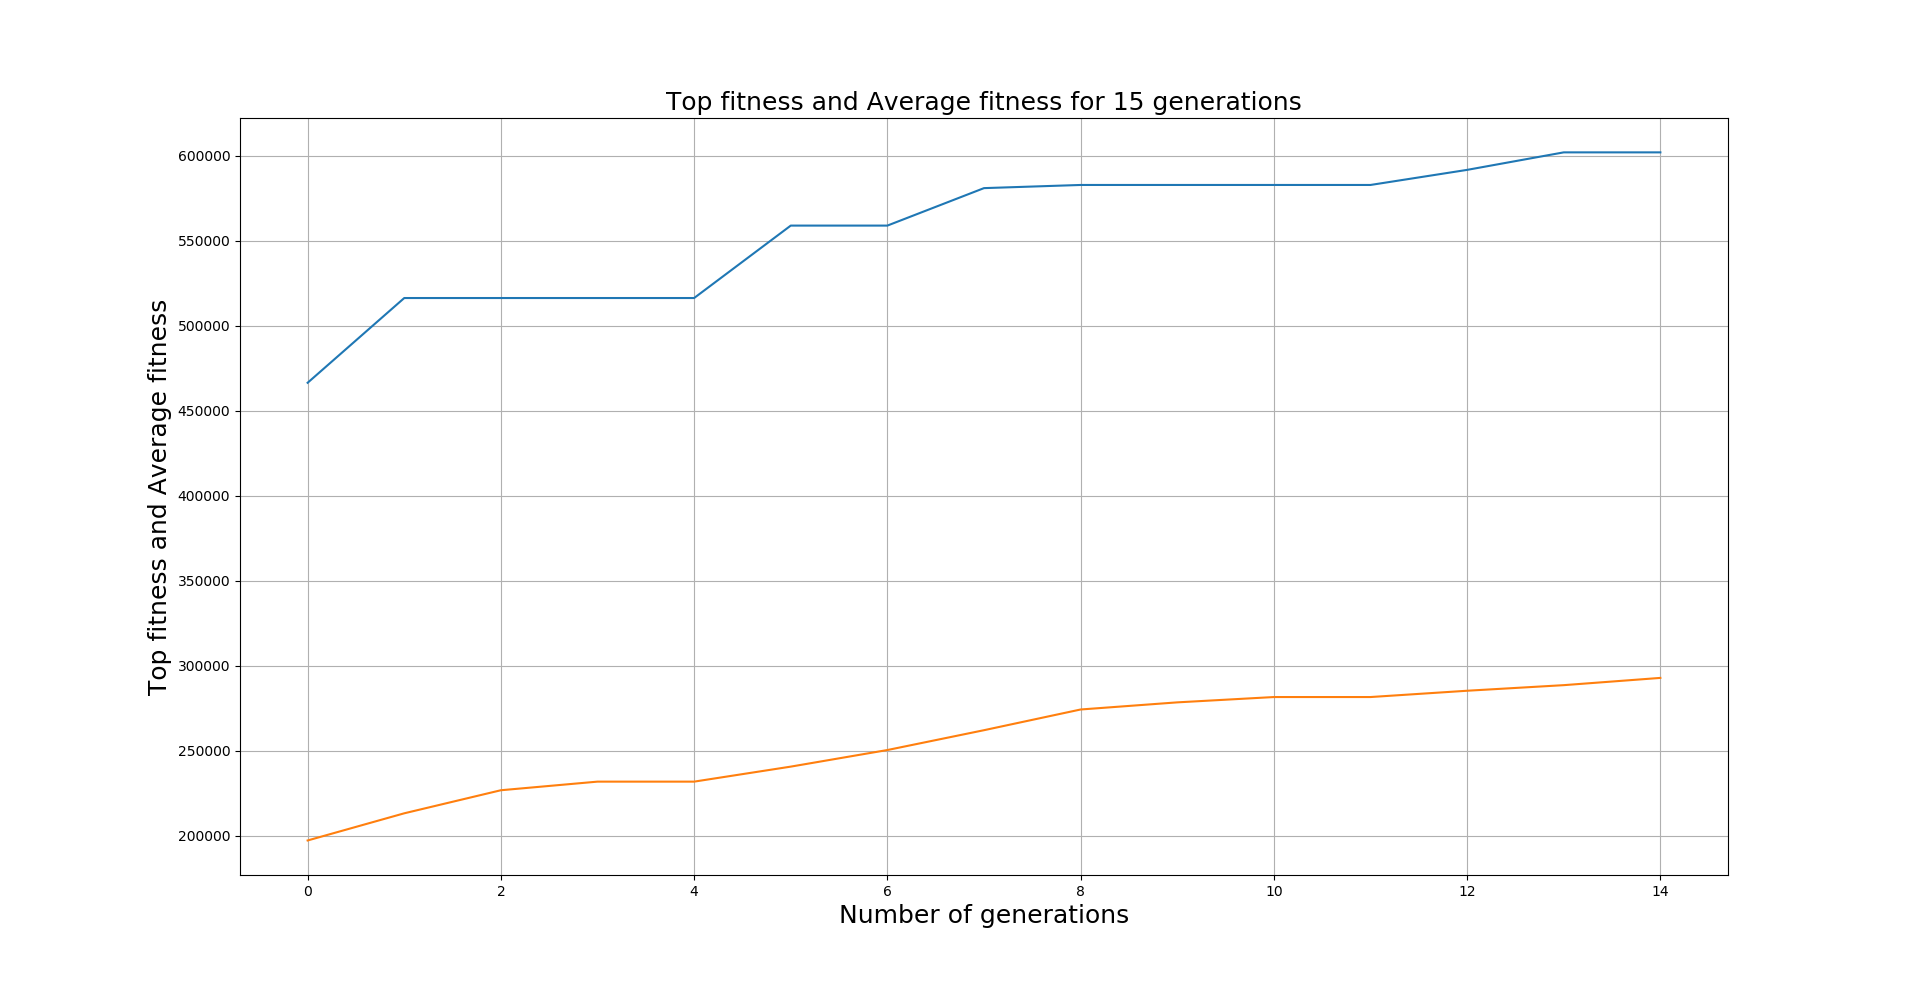 Top fitness and Average fitness for 15 generations
Top fitness and Average fitness
600000
550000
500000
450000
400000
350000
300000
250000
200000
0 2 4 6 8 10 12 14
Number of generations